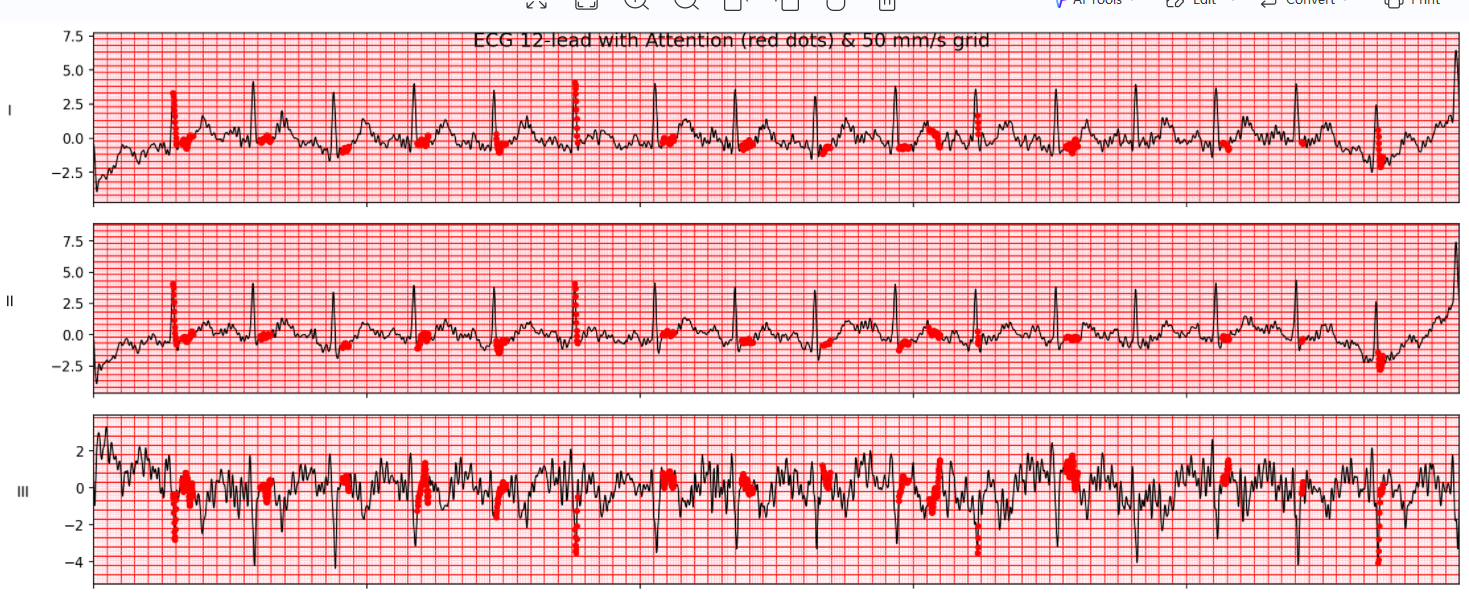 AI Tools Edit Convert Print
ECG 12-lead with Attention (red dots) & 50 mm/s grid
7.5
5.0
2.5
0.0
−2.5
I
7.5
5.0
2.5
0.0
−2.5
II
2
0
−2
−4
III